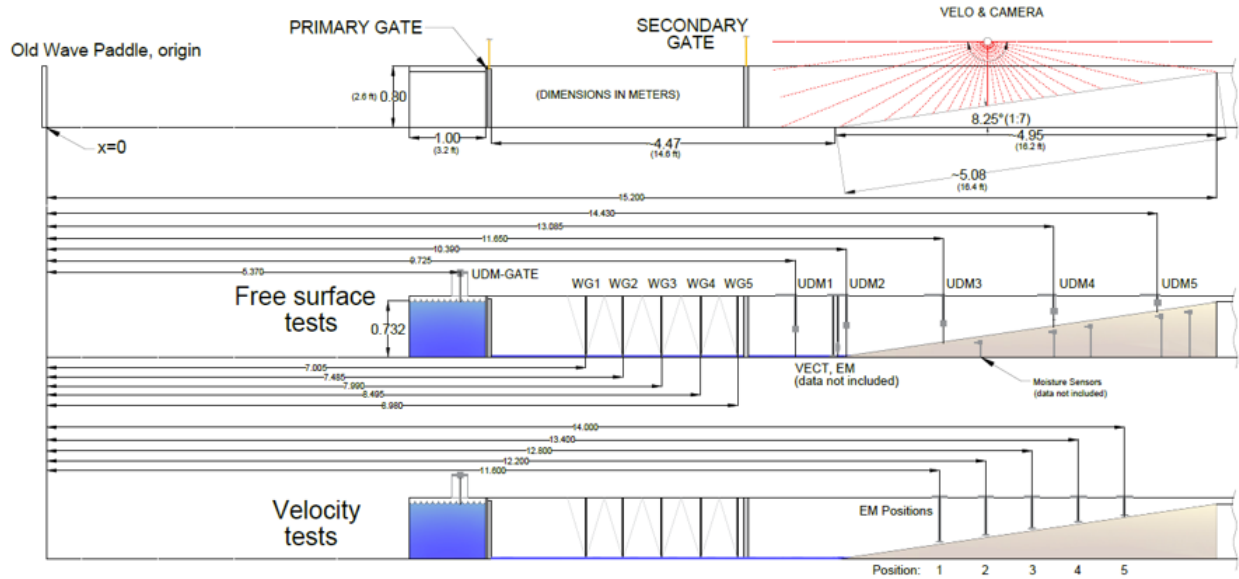 VELO & CAMERA
PRIMARY GATE
SECONDARY
GATE
Old Wave Paddle, origin
(2.6 ft) 0.80
(DIMENSIONS IN METERS)
8.25°(1:7)
x=0
1.00
(3.2 ft)
4.47
(14.6 ft)
4.95
(16.2 ft)
~5.08
(16.4 ft)
15.200
14.430
13.085
11.650
10.390
9.725
5.370
UDM-GATE
WG1 WG2 WG3 WG4 WG5 UDM1 UDM2 UDM3 UDM4 UDM5
Free surface
tests
0.732
VECT, EM
(data not included)
Moisture Sensors
(data not included)
7.005
7.485
7.990
8.495
8.980
14.000
13.400
12.800
12.200
11.600
Velocity
tests
EM Positions
Position: 1 2 3 4 5